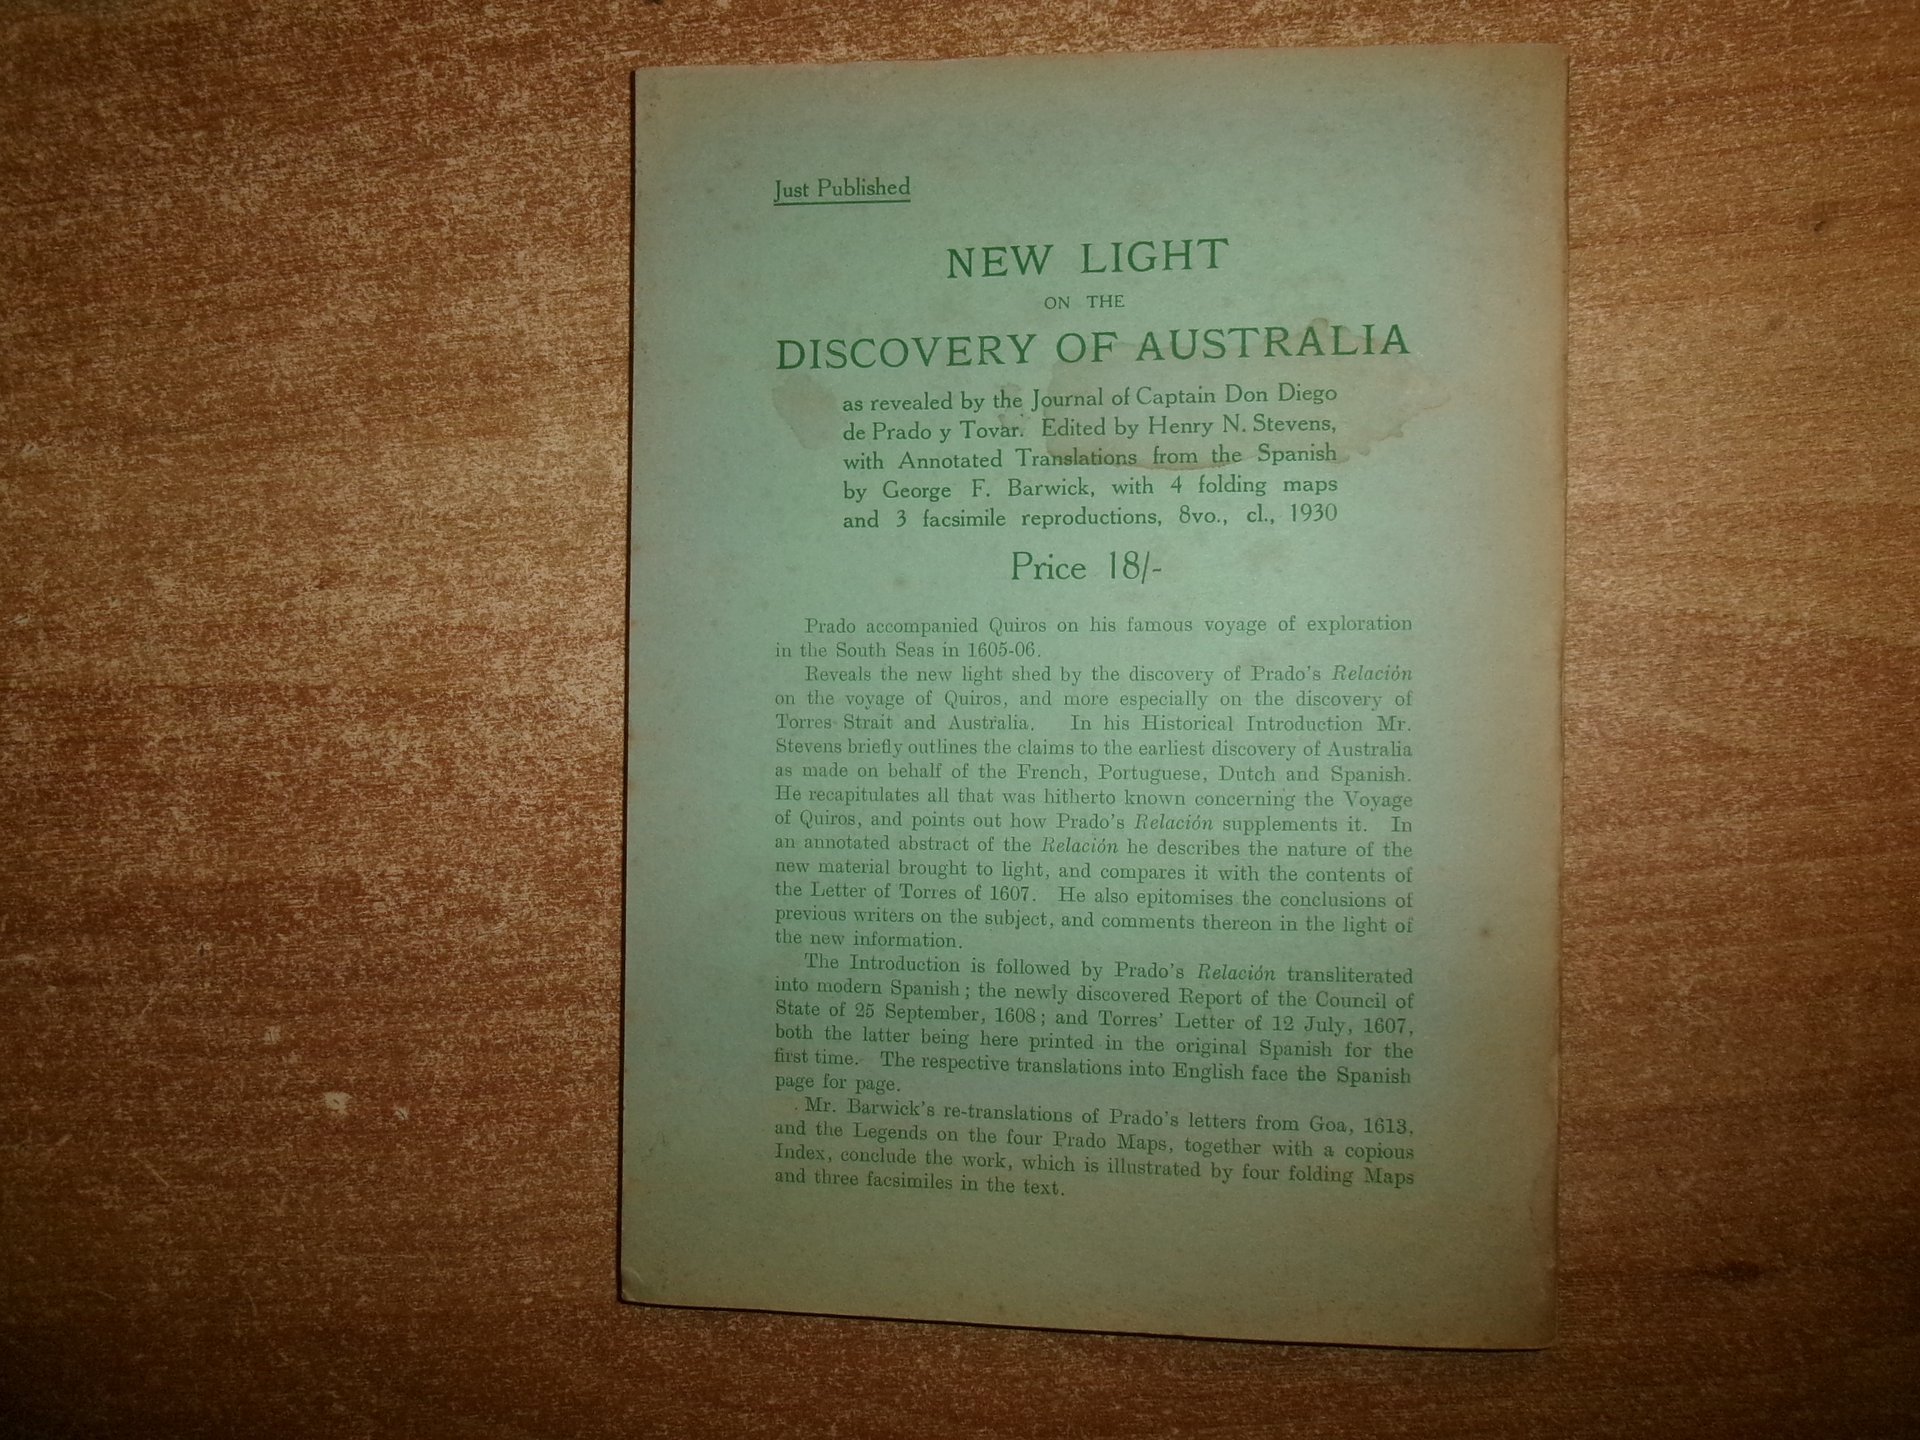 Just Published
NEW LIGHT
ON THE
DISCOVERY OF AUSTRALIA
as revealed by the Journal of Captain Don Diego
de Prado y Tovar. Edited by Henry N. Stevens,
with Annotated Translations from the Spanish
by George F. Barwick, with 4 folding maps
and 3 facsimile reproductions, 8vo., cl., 1930
Price 18/-
Prado accompanied Quiros on his famous voyage of exploration
in the South Seas in 1605-06.
Reveals the new light shed by the discovery of Prado's Relación
on the voyage of Quiros, and more especially on the discovery of
Torres Strait and Australia. In his Historical Introduction Mr.
Stevens briefly outlines the claims to the earliest discovery of Australia
as made on behalf of the French, Portuguese, Dutch and Spanish.
He recapitulates all that was hitherto known concerning the Voyage
of Quiros, and points out how Prado's Relación supplements it. In
an annotated abstract of the Relación he describes the nature of the
new material brought to light, and compares it with the contents of
the Letter of Torres of 1607. He also epitomises the conclusions of
previous writers on the subject, and comments thereon in the light of
the new information.
The Introduction is followed by Prado's Relación transliterated
into modern Spanish; the newly discovered Report of the Council of
State of 25 September, 1608; and Torres' Letter of 12 July, 1607,
both the latter being here printed in the original Spanish for the
first time. The respective translations into English face the Spanish
page for page.
Mr. Barwick's re-translations of Prado's letters from Goa, 1613,
and the Legends on the four Prado Maps, together with a copious
Index, conclude the work, which is illustrated by four folding Maps
and three facsimiles in the text.